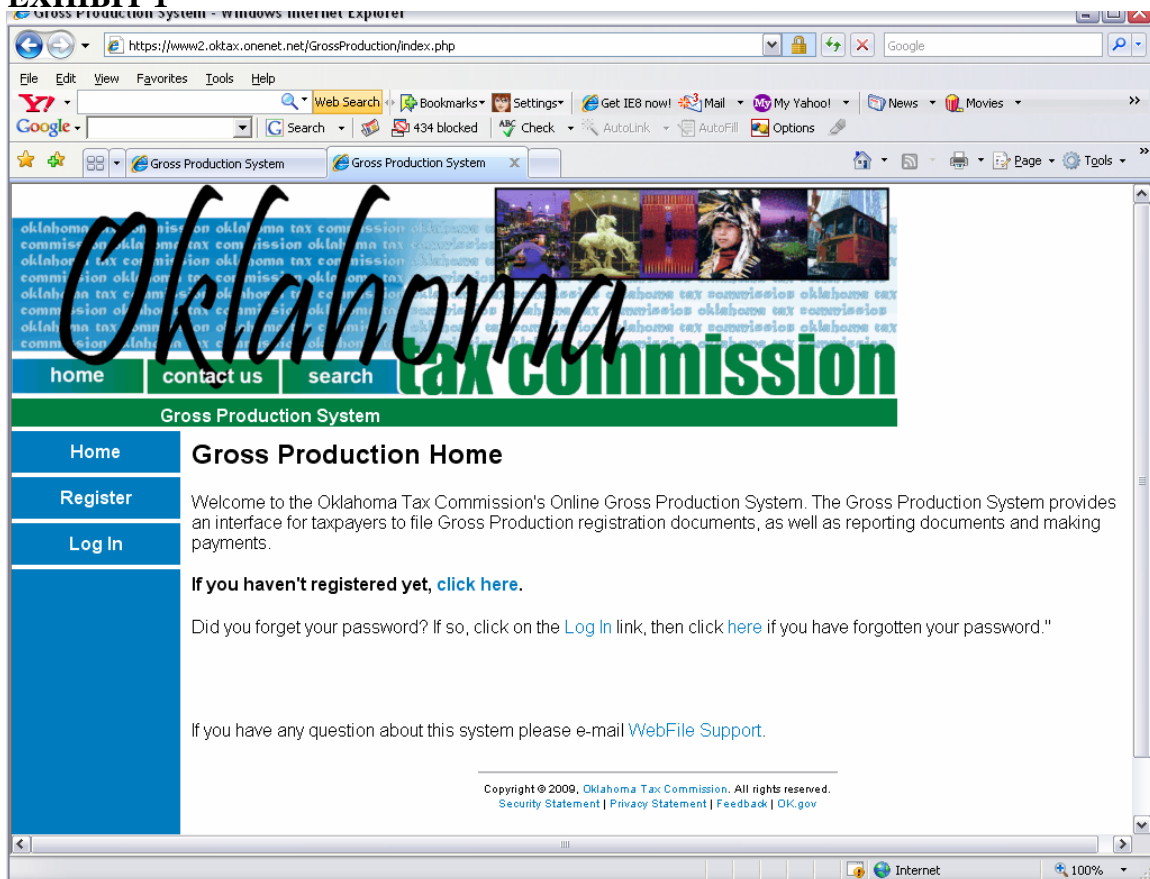 EXHIBIT 1
Gross Production System - Windows Internet Explorer
https://www2.oktax.onenet.net/GrossProduction/index.php
Google
File Edit View Favorites Tools Help
Y! Web Search Bookmarks Settings Get IE8 now! Mail My Yahoo! News Movies »
Google Search 434 blocked Check AutoLink AutoFill Options
Gross Production System Gross Production System X Page Tools »
Oklahoma
tax commission
home contact us search
Gross Production System
Home
Register
Log In
Gross Production Home
Welcome to the Oklahoma Tax Commission's Online Gross Production System. The Gross Production System provides
an interface for taxpayers to file Gross Production registration documents, as well as reporting documents and making
payments.
If you haven't registered yet, click here.
Did you forget your password? If so, click on the Log In link, then click here if you have forgotten your password."
If you have any question about this system please e-mail WebFile Support.
Copyright © 2009, Oklahoma Tax Commission. All rights reserved.
Security Statement | Privacy Statement | Feedback | OK.gov
Internet 100%